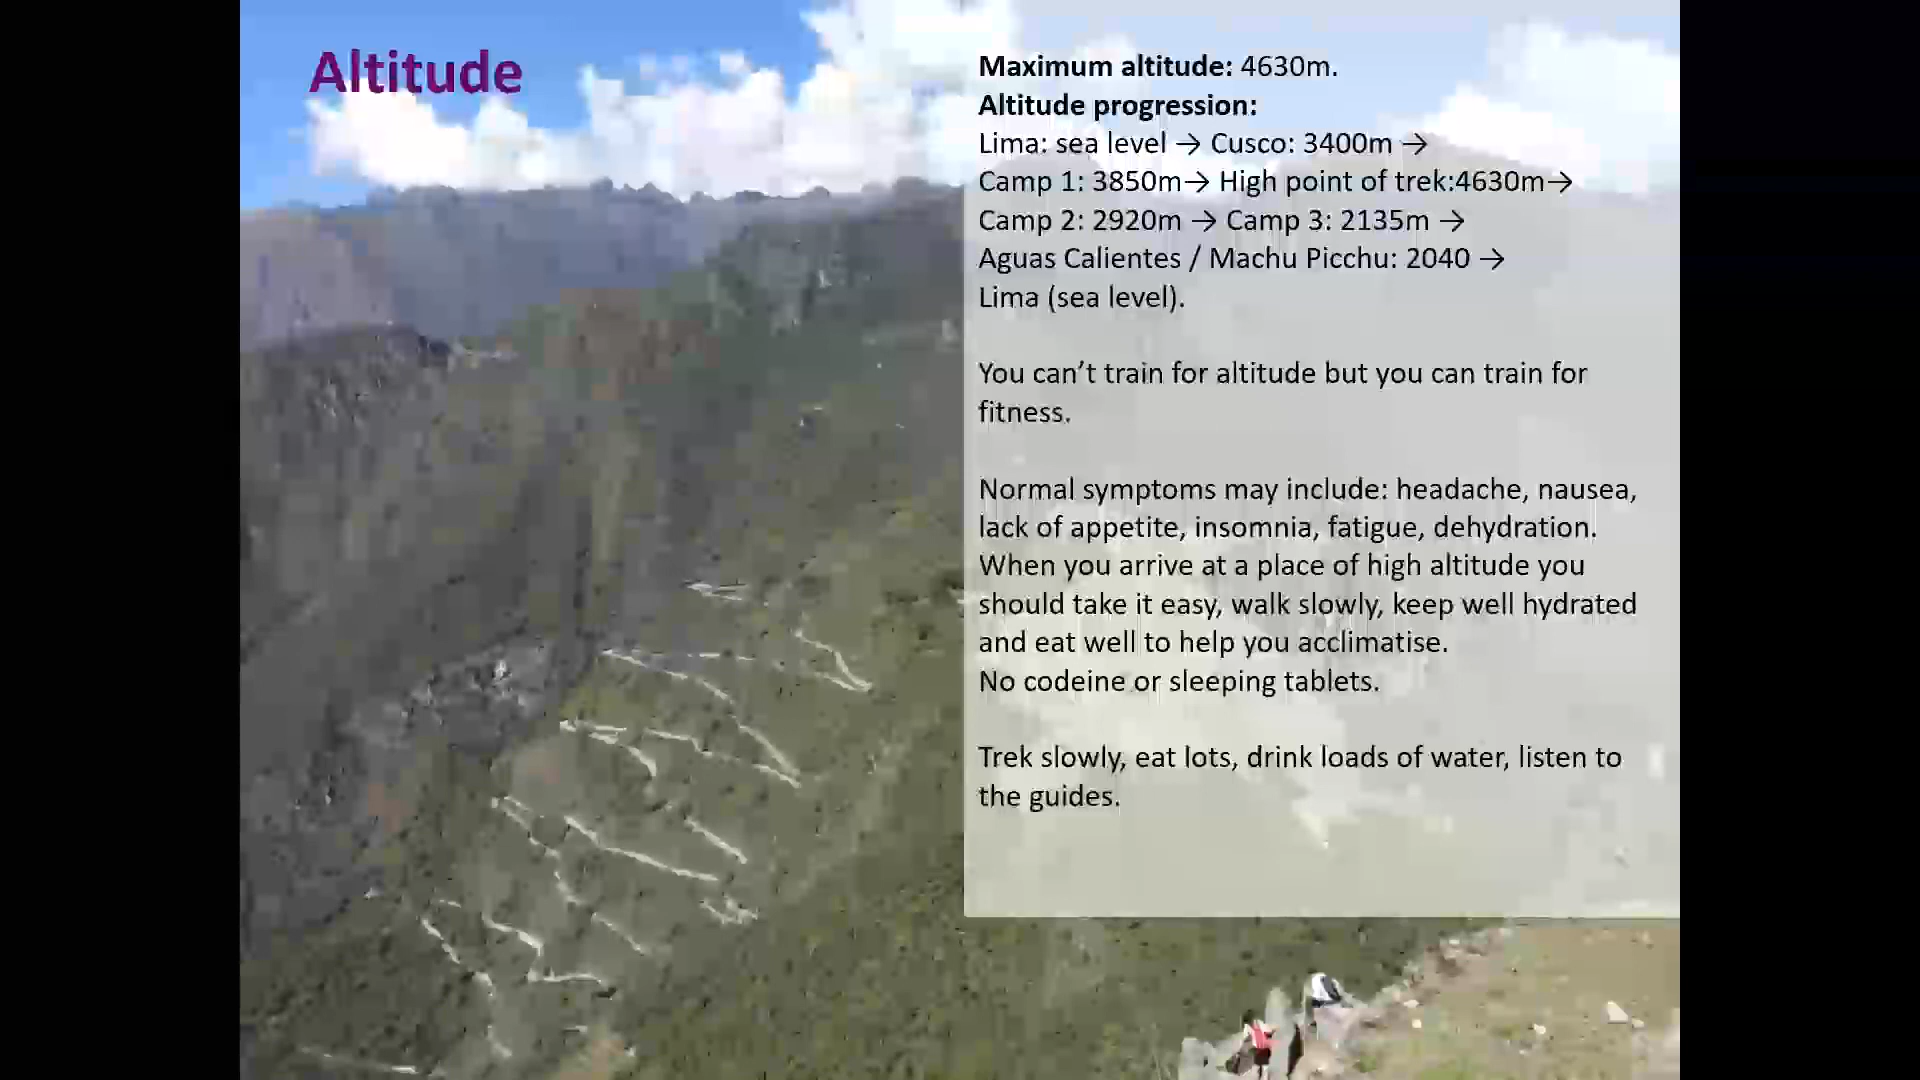 Altitude
Maximum altitude: 4630m.
Altitude progression:
Lima: sea level → Cusco: 3400m →
Camp 1: 3850m→ High point of trek:4630m→
Camp 2: 2920m → Camp 3: 2135m →
Aguas Calientes / Machu Picchu: 2040 →
Lima (sea level).
You can’t train for altitude but you can train for
fitness.
Normal symptoms may include: headache, nausea,
lack of appetite, insomnia, fatigue, dehydration.
When you arrive at a place of high altitude you
should take it easy, walk slowly, keep well hydrated
and eat well to help you acclimatise.
No codeine or sleeping tablets.
Trek slowly, eat lots, drink loads of water, listen to
the guides.